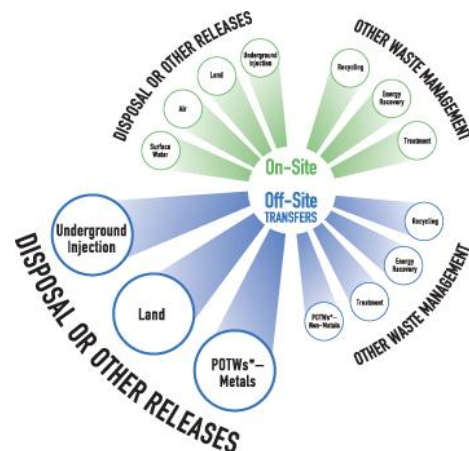 DISPOSAL OR OTHER RELEASES
Underground
Injection
Land
Air
Surface
Water
OTHER WASTE MANAGEMENT
Recycling
Energy
Recovery
Treatment
On-Site
Off-Site
TRANSFERS
Underground
Injection
Land
POTWs*–
Metals
DISPOSAL OR OTHER RELEASES
Recycling
Energy
Recovery
Treatment
POTWs*–
Non-Metals
OTHER WASTE MANAGEMENT